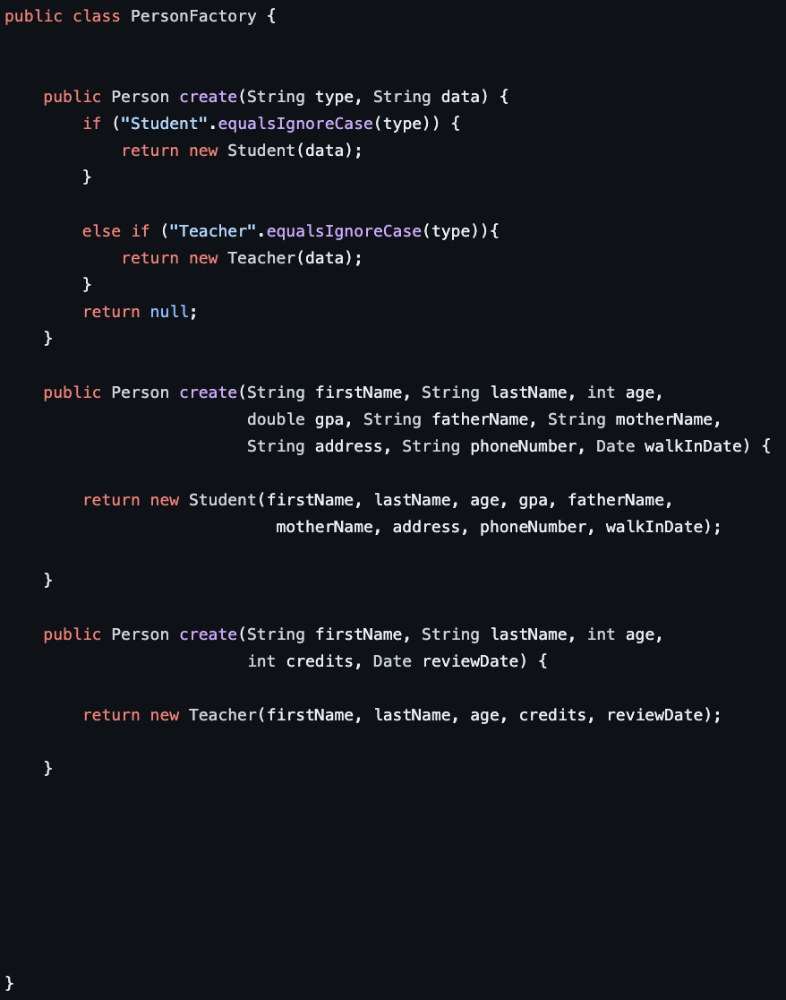 public class PersonFactory {
    public Person create(String type, String data) {
        if ("Student".equalsIgnoreCase(type)) {
            return new Student(data);
        }
        else if ("Teacher".equalsIgnoreCase(type)){
            return new Teacher(data);
        }
        return null;
    }
    public Person create(String firstName, String lastName, int age,
                         double gpa, String fatherName, String motherName,
                         String address, String phoneNumber, Date walkInDate) {
        return new Student(firstName, lastName, age, gpa, fatherName,
                            motherName, address, phoneNumber, walkInDate);
    }
    public Person create(String firstName, String lastName, int age,
                         int credits, Date reviewDate) {
        return new Teacher(firstName, lastName, age, credits, reviewDate);
    }
}